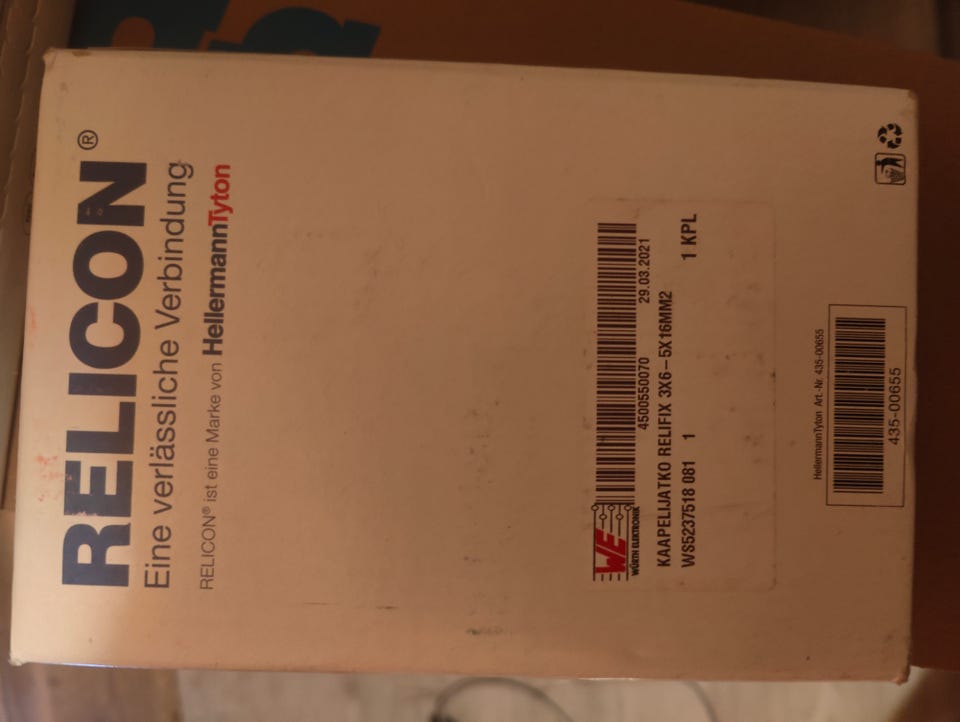 RELICON®
Eine verlässliche Verbindung
RELICON® ist eine Marke von HellermannTyton
WE
WÜRTH ELEKTRONIK
4500550070 29.03.2021
KAAPELIJATKO RELIFIX 3X6-5X16MM2
WS5237518 081 1 1 KPL
HellermannTyton Art.-Nr. 435-00655
435-00655